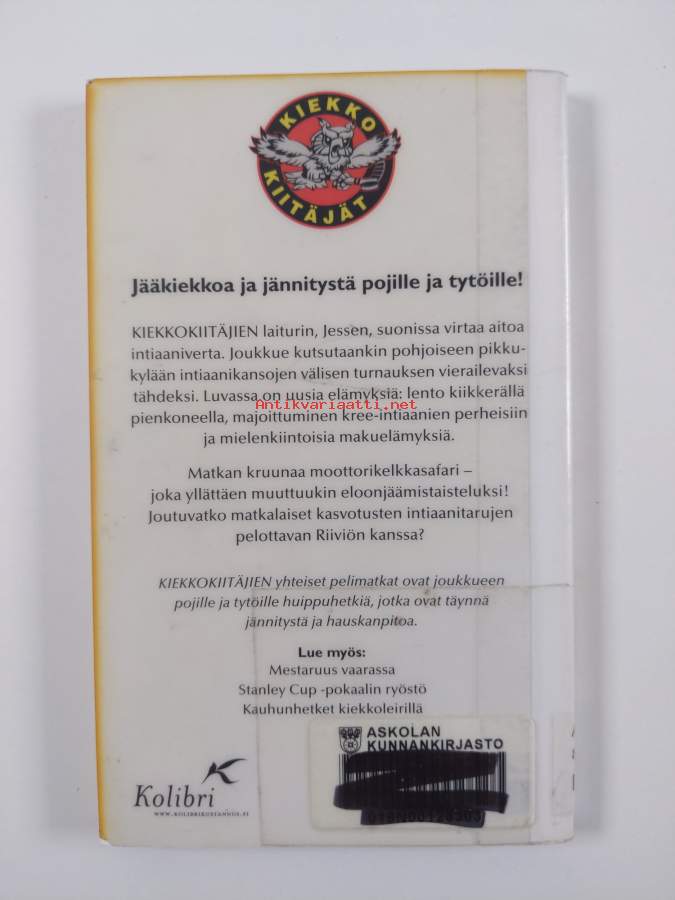 KIEKKO
KIITÄJÄT
Jääkiekkoa ja jännitystä pojille ja tytöille!
KIEKKOKIITÄJIEN laiturin, Jessen, suonissa virtaa aitoa
intiaaniverta. Joukkue kutsutaankin pohjoiseen pikku-
kylään intiaanikansojen välisen turnauksen vierailevaksi
tähdeksi. Luvassa on uusia elämyksiä: lento kiikkerällä
Antikvariaatti.net
pienkoneella, majoittuminen kree-intiaanien perheisiin
ja mielenkiintoisia makuelämyksiä.
Matkan kruunaa moottorikelkkasafari –
joka yllättäen muuttuukin eloonjäämistaisteluksi!
Joutuvatko matkalaiset kasvotusten intiaanitarujen
pelottavan Riiviön kanssa?
KIEKKOKIITÄJIEN yhteiset pelimatkat ovat joukkueen
pojille ja tytöille huippuhetkiä, jotka ovat täynnä
jännitystä ja hauskanpitoa.
Lue myös:
Mestaruus vaarassa
Stanley Cup -pokaalin ryöstö
Kauhunhetket kiekkoleirillä
ASKOLAN
KUNNANKIRJASTO
Kolibri
WWW.KOLIBRIKUSTANNUS.FI